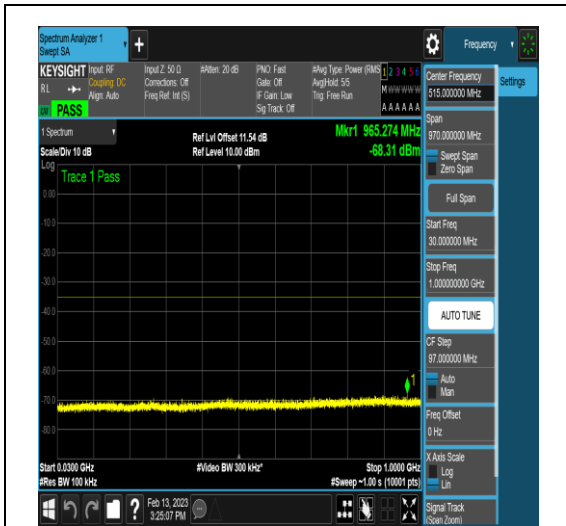 Spectrum Analyzer 1
Swept SA
+
Frequency
KEYSIGHT
RL
PASS
Input: RF
Coupling: DC
Align: Auto
Input Z: 50 Ω
Corrections: Off
Freq Ref: Int (S)
#Atten: 20 dB
PNO: Fast
Gate: Off
IF Gain: Low
Sig Track: Off
#Avg Type: Power (RMS
Avg|Hold: 5/5
Trig: Free Run
1 2 3 4 5 6
M W W W W W
A A A A A A
1 Spectrum
Scale/Div 10 dB
Ref Lvl Offset 11.54 dB
Ref Level 10.00 dBm
Mkr1 965.274 MHz
-68.31 dBm
Log
Trace 1 Pass
0.00
-10.0
-20.0
-30.0
-40.0
-50.0
-60.0
-70.0
-80.0
1
Start 0.0300 GHz
#Res BW 100 kHz
#Video BW 300 kHz*
Stop 1.0000 GHz
#Sweep ~1.00 s (10001 pts)
Feb 13, 2023
3:25:07 PM
Center Frequency
515.000000 MHz
Settings
Span
970.000000 MHz
Swept Span
Zero Span
Full Span
Start Freq
30.000000 MHz
Stop Freq
1.000000000 GHz
AUTO TUNE
CF Step
97.000000 MHz
Auto
Man
Freq Offset
0 Hz
X Axis Scale
Log
Lin
Signal Track
(Span Zoom)